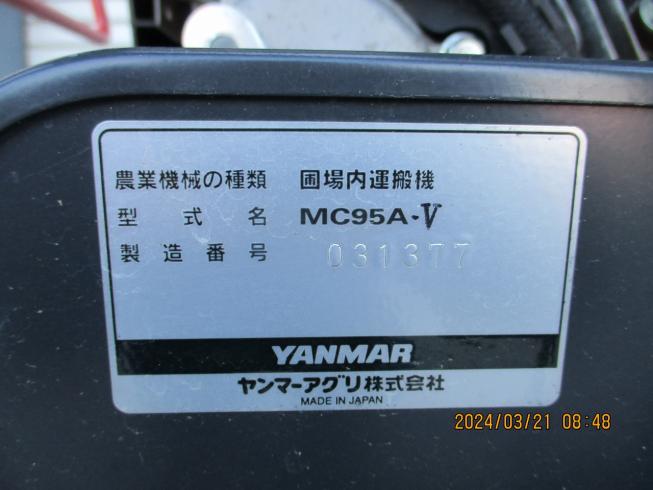 農業機械の種類 圃場内運搬機
型式名 MC95A・V
製造番号 031377
YANMAR
ヤンマーアグリ株式会社
MADE IN JAPAN
2024/03/21 08:48